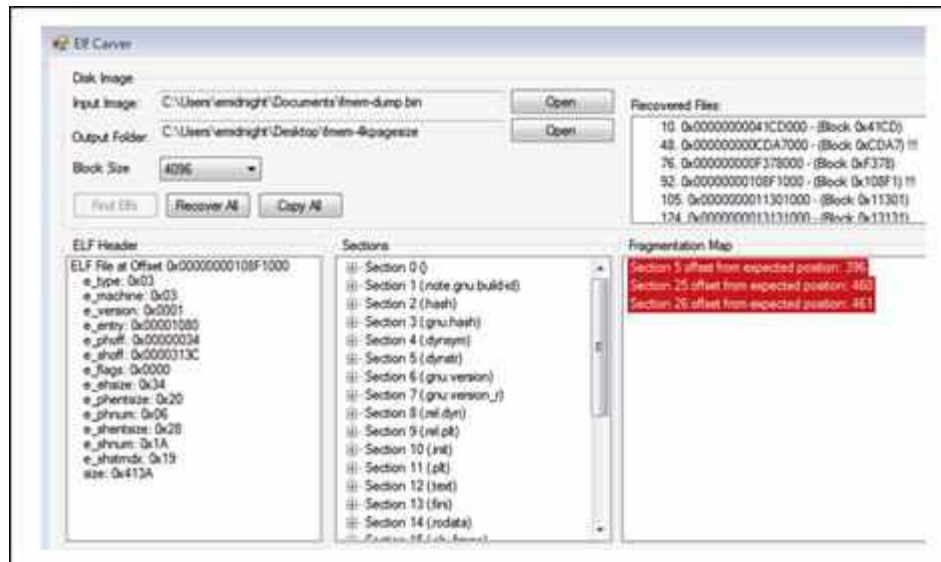 Elf Carver
Disk Image
Input Image: C:\Users\emidnight\Documents\fmem-dump.bin Open
Output Folder: C:\Users\emidnight\Desktop\fmem-4kpagesize Open
Block Size 4096
Find Elfs Recover All Copy All
Recovered Files:
10. 0x00000000041CD000 - (Block 0x41CD)
48. 0x000000000CDA7000 - (Block 0xCDA7) !!!
76. 0x000000000F378000 - (Block 0xF378)
92. 0x00000000108F1000 - (Block 0x108F1) !!!
105. 0x0000000011301000 - (Block 0x11301)
124. 0x0000000013131000 - (Block 0x13131)
ELF Header
ELF File at Offset 0x00000000108F1000
e_type: 0x03
e_machine: 0x03
e_version: 0x0001
e_entry: 0x00001080
e_phoff: 0x00000034
e_shoff: 0x0000313C
e_flags: 0x0000
e_ehsize: 0x34
e_phentsize: 0x20
e_phnum: 0x06
e_shentsize: 0x28
e_shnum: 0x1A
e_shstrndx: 0x19
size: 0x413A
Sections
Section 0 ()
Section 1 (.note.gnu.build-id)
Section 2 (.hash)
Section 3 (.gnu.hash)
Section 4 (.dynsym)
Section 5 (.dynstr)
Section 6 (.gnu.version)
Section 7 (.gnu.version_r)
Section 8 (.rel.dyn)
Section 9 (.rel.plt)
Section 10 (.init)
Section 11 (.plt)
Section 12 (.text)
Section 13 (.fini)
Section 14 (.rodata)
Fragmentation Map
Section 5 offset from expected position: 396
Section 25 offset from expected position: 460
Section 26 offset from expected position: 461